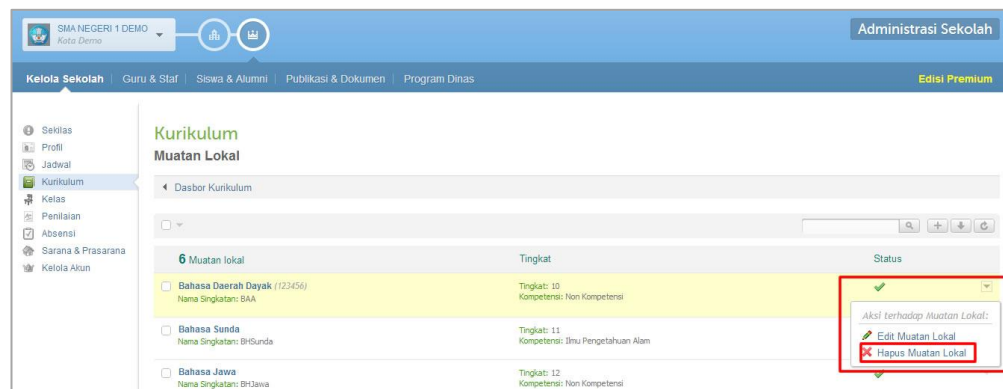 SMA NEGERI 1 DEMO
Kota Demo
Administrasi Sekolah
Kelola Sekolah | Guru & Staf | Siswa & Alumni | Publikasi & Dokumen | Program Dinas
Edisi Premium
Sekilas
Profil
Jadwal
Kurikulum
Kelas
Penilaian
Absensi
Sarana & Prasarana
Kelola Akun
Kurikulum
Muatan Lokal
Dasbor Kurikulum
6 Muatan lokal Tingkat Status
Bahasa Daerah Dayak (123456)
Nama Singkatan: BAA
Tingkat: 10
Kompetensi: Non Kompetensi
Bahasa Sunda
Nama Singkatan: BHSunda
Tingkat: 11
Kompetensi: Ilmu Pengetahuan Alam
Bahasa Jawa
Nama Singkatan: BHJawa
Tingkat: 12
Kompetensi: Non Kompetensi
Aksi terhadap Muatan Lokal:
Edit Muatan Lokal
Hapus Muatan Lokal